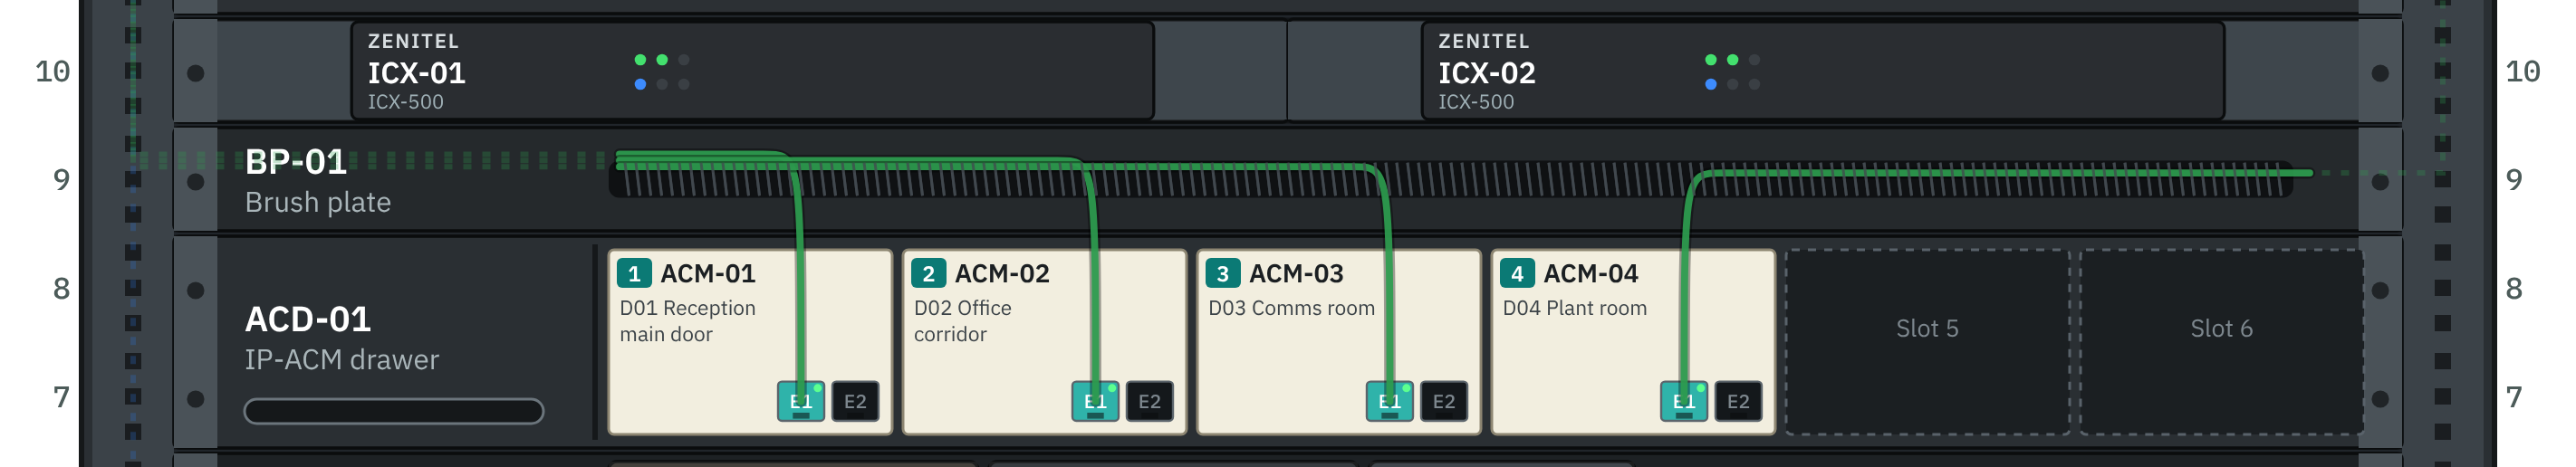 ZENITEL
ICX-01
ICX-500
ZENITEL
ICX-02
ICX-500
10
10
BP-01
Brush plate
9
9
ACD-01
IP-ACM drawer
8
8
7
7
1 ACM-01
D01 Reception
main door
E1 E2
2 ACM-02
D02 Office
corridor
E1 E2
3 ACM-03
D03 Comms room
E1 E2
4 ACM-04
D04 Plant room
E1 E2
Slot 5
Slot 6